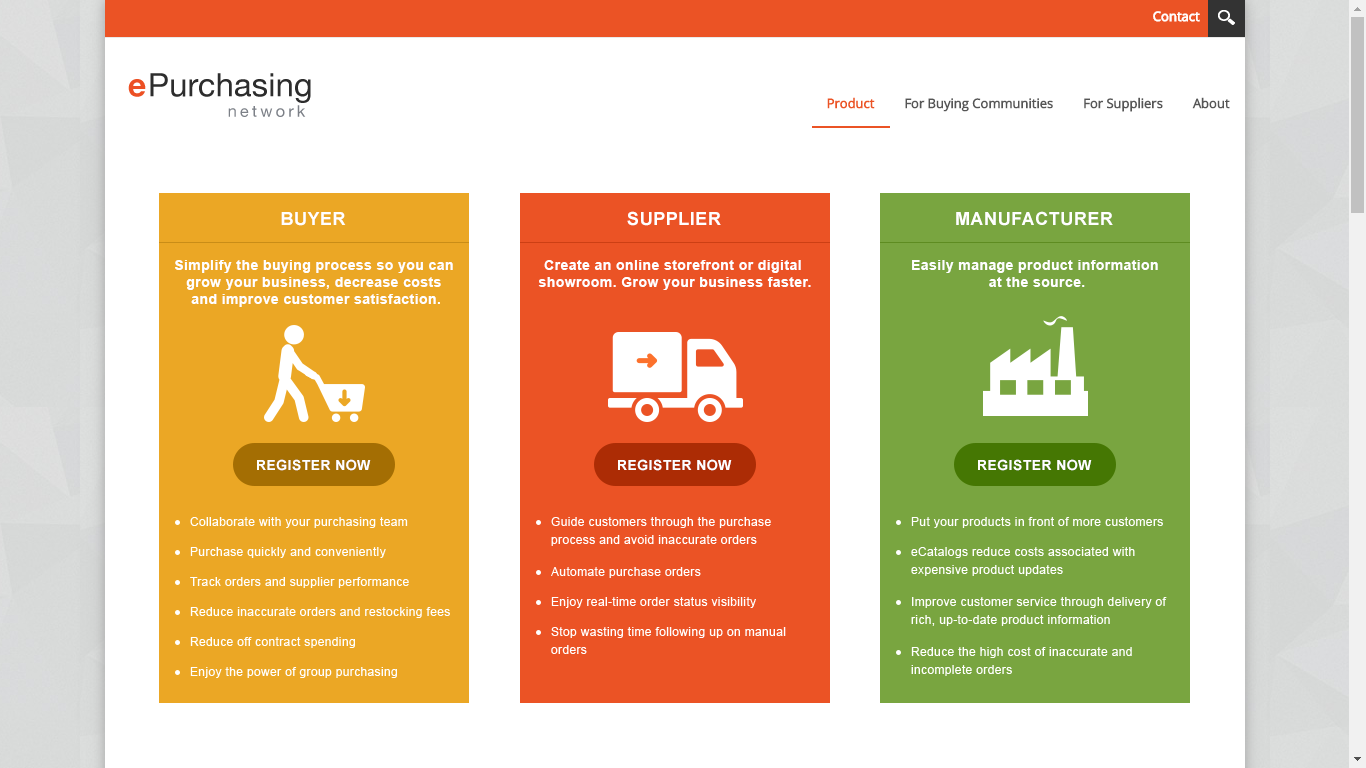 Contact
ePurchasing
network
Product
For Buying Communities
For Suppliers
About
BUYER
Simplify the buying process so you can
grow your business, decrease costs
and improve customer satisfaction.
REGISTER NOW
Collaborate with your purchasing team
Purchase quickly and conveniently
Track orders and supplier performance
Reduce inaccurate orders and restocking fees
Reduce off contract spending
Enjoy the power of group purchasing
SUPPLIER
Create an online storefront or digital
showroom. Grow your business faster.
REGISTER NOW
Guide customers through the purchase
process and avoid inaccurate orders
Automate purchase orders
Enjoy real-time order status visibility
Stop wasting time following up on manual
orders
MANUFACTURER
Easily manage product information
at the source.
REGISTER NOW
Put your products in front of more customers
eCatalogs reduce costs associated with
expensive product updates
Improve customer service through delivery of
rich, up-to-date product information
Reduce the high cost of inaccurate and
incomplete orders